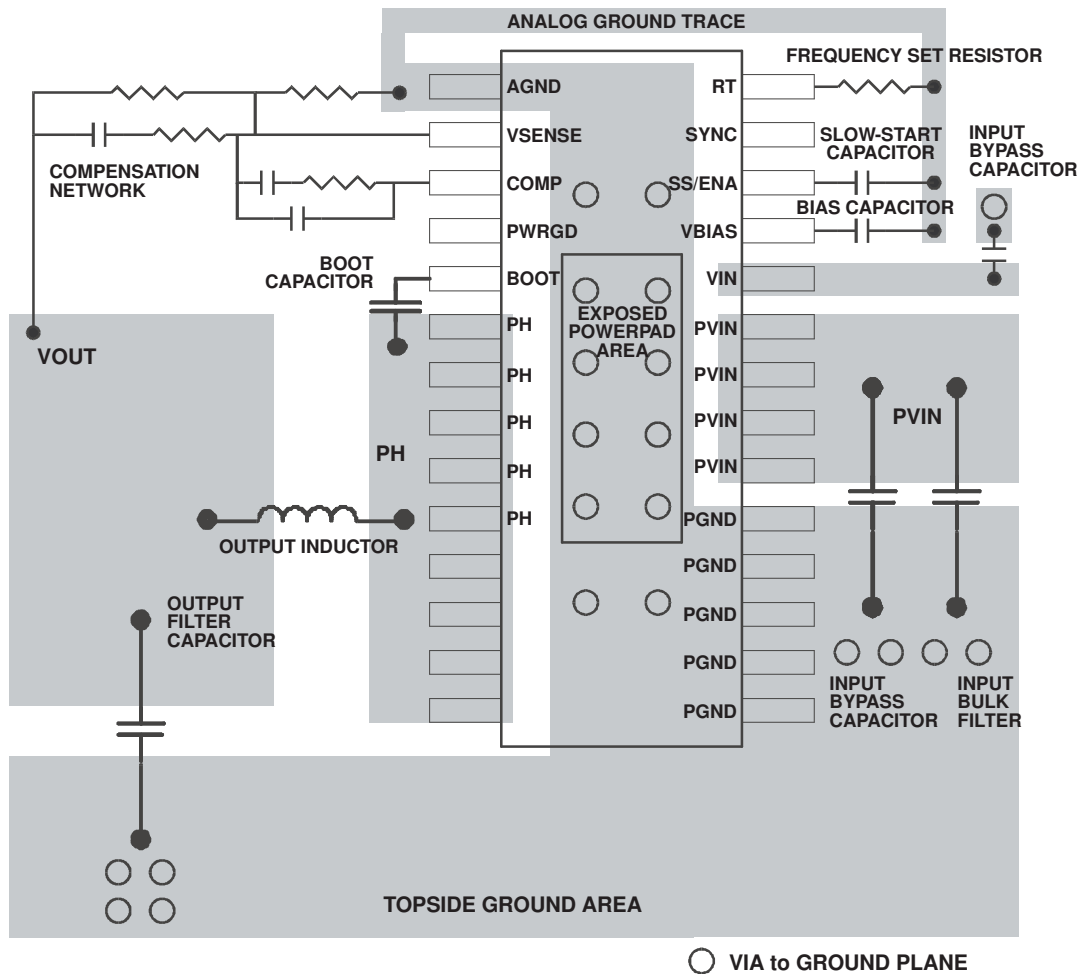 ANALOG GROUND TRACE
FREQUENCY SET RESISTOR
AGND
RT
VSENSE
SYNC
SLOW-START
CAPACITOR
INPUT
BYPASS
CAPACITOR
COMPENSATION
NETWORK
COMP
SS/ENA
BIAS CAPACITOR
PWRGD
VBIAS
BOOT
CAPACITOR
BOOT
VIN
EXPOSED
POWERPAD
AREA
PH
PVIN
VOUT
PH
PVIN
PH
PVIN
PVIN
PH
PH
PVIN
PH
PGND
OUTPUT INDUCTOR
PGND
OUTPUT
FILTER
CAPACITOR
PGND
PGND
PGND
INPUT
BYPASS
CAPACITOR
INPUT
BULK
FILTER
TOPSIDE GROUND AREA
VIA to GROUND PLANE